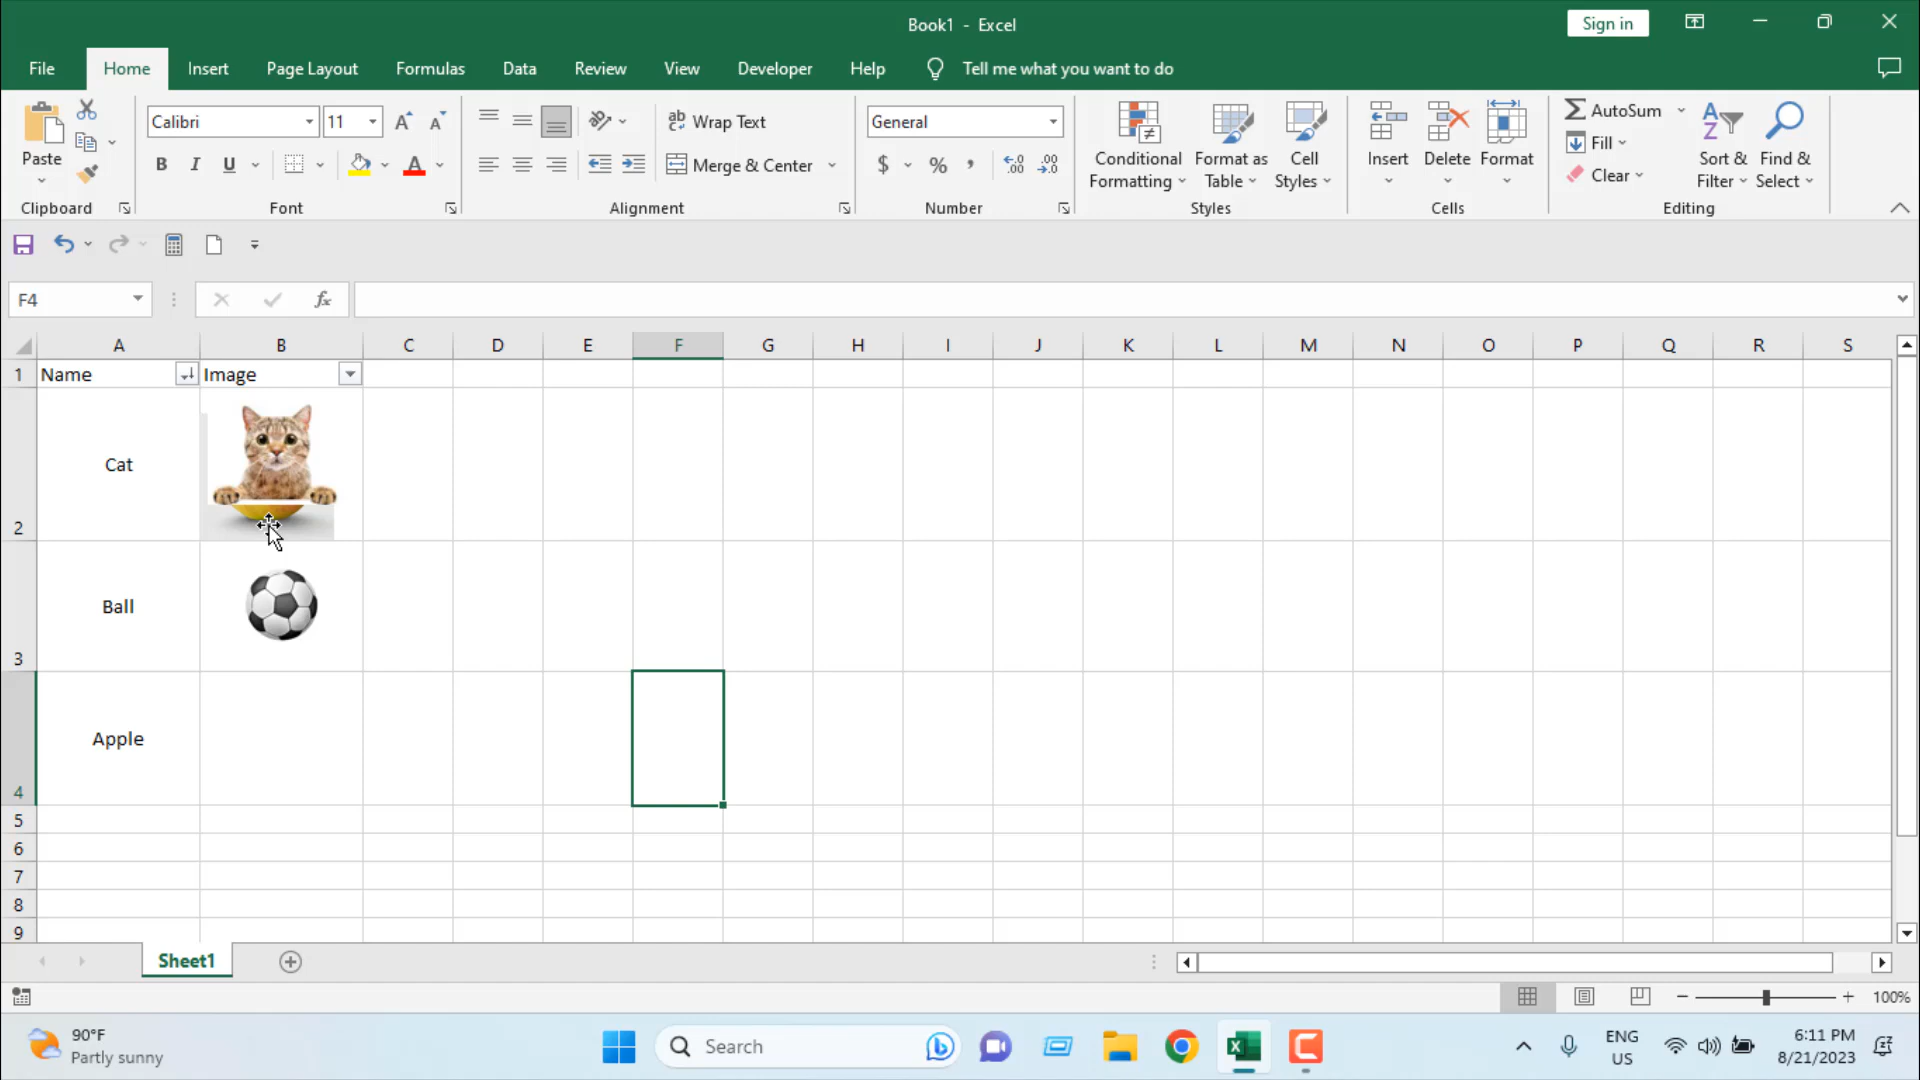 Book1 - Excel
Sign in
File Home Insert Page Layout Formulas Data Review View Developer Help Tell me what you want to do
Paste
Clipboard
Calibri 11
B I U
Font
Wrap Text
Merge & Center
Alignment
General
$ % ,
Number
Conditional Formatting
Format as Table
Cell Styles
Styles
Insert
Delete
Format
Cells
AutoSum
Fill
Clear
Sort & Filter
Find & Select
Editing
F4
fx
A B C D E F G H I J K L M N O P Q R S
1 Name Image
Cat
2
Ball
3
Apple
4
5
6
7
8
9
Sheet1
100%
90°F
Partly sunny
Search
ENG
US
6:11 PM
8/21/2023